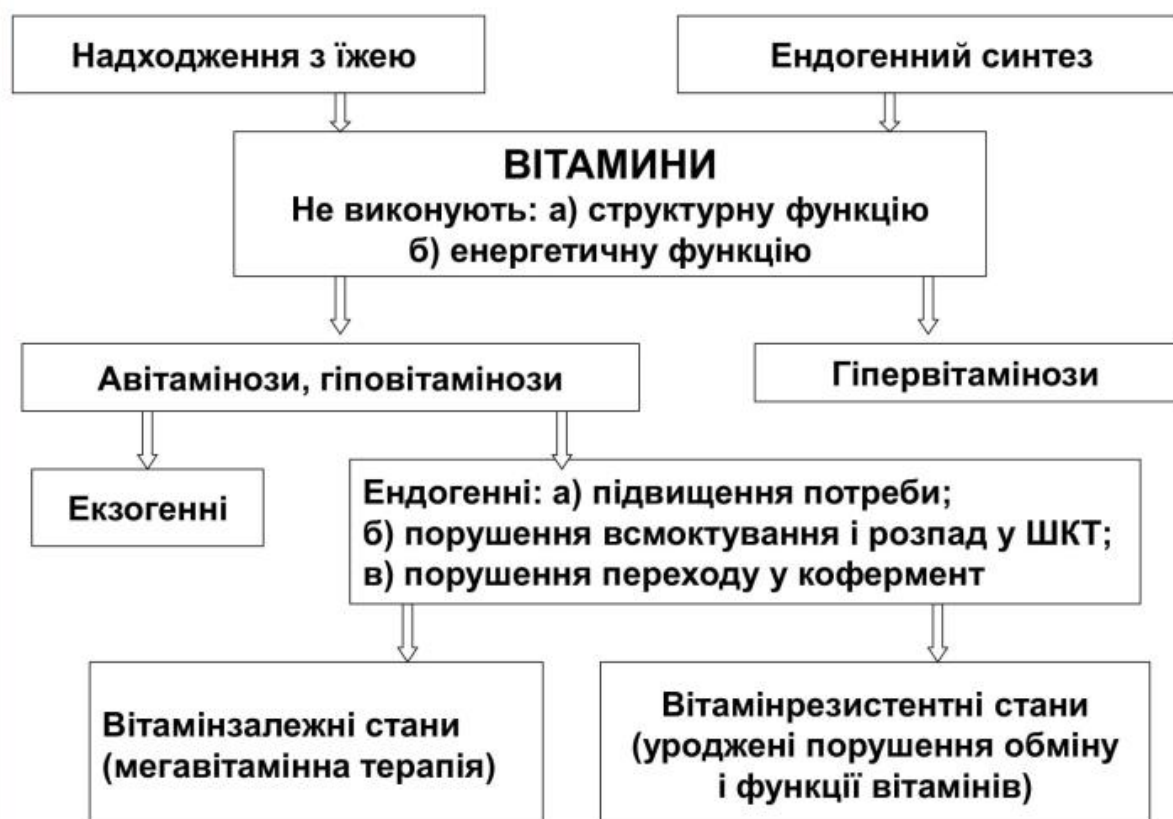 Надходження з їжею
Ендогенний синтез
ВІТАМИНИ
Не виконують: а) структурну функцію
б) енергетичну функцію
Авітамінози, гіповітамінози
Гіпервітамінози
Екзогенні
Ендогенні: а) підвищення потреби;
б) порушення всмоктування і розпад у ШКТ;
в) порушення переходу у кофермент
Вітамінзалежні стани
(мегавітамінна терапія)
Вітамінрезистентні стани
(уроджені порушення обміну
і функції вітамінів)